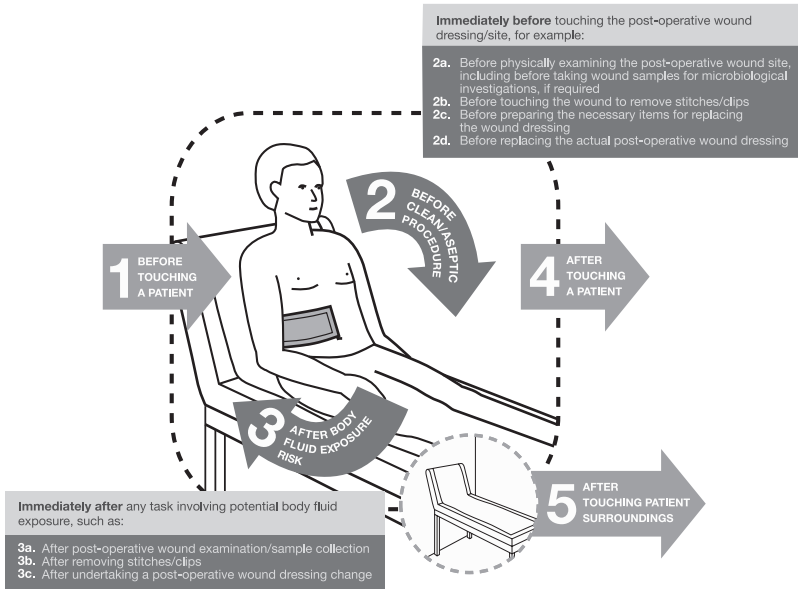 Immediately before touching the post-operative wound
dressing/site, for example:
2a. Before physically examining the post-operative wound site,
including before taking wound samples for microbiological
investigations, if required
2b. Before touching the wound to remove stitches/clips
2c. Before preparing the necessary items for replacing
the wound dressing
2d. Before replacing the actual post-operative wound dressing
1 BEFORE
TOUCHING
A PATIENT
2 BEFORE
CLEAN/ASEPTIC
PROCEDURE
3 AFTER BODY
FLUID EXPOSURE
RISK
4 AFTER
TOUCHING
A PATIENT
5 AFTER
TOUCHING PATIENT
SURROUNDINGS
Immediately after any task involving potential body fluid
exposure, such as:
3a. After post-operative wound examination/sample collection
3b. After removing stitches/clips
3c. After undertaking a post-operative wound dressing change